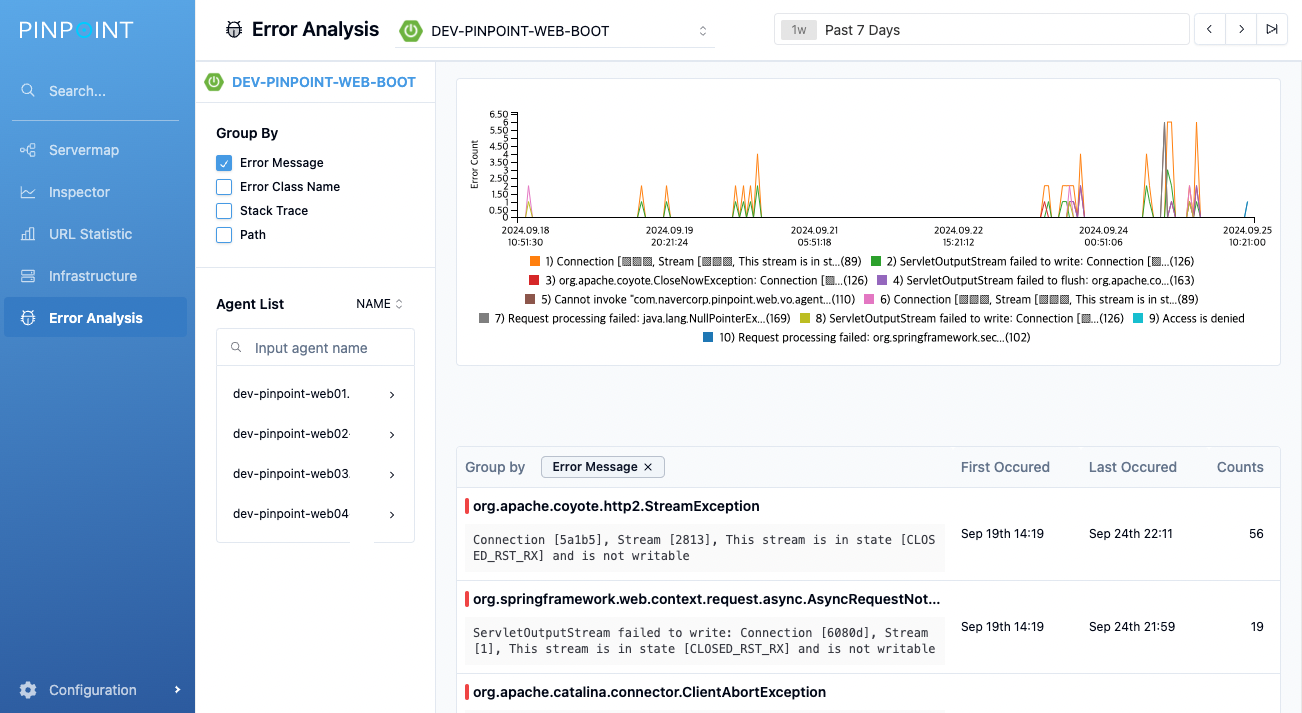 PINPOINT
Search...
Servermap
Inspector
URL Statistic
Infrastructure
Error Analysis
Configuration
Error Analysis
DEV-PINPOINT-WEB-BOOT
1w Past 7 Days
DEV-PINPOINT-WEB-BOOT
Group By
Error Message
Error Class Name
Stack Trace
Path
Agent List
NAME
Input agent name
dev-pinpoint-web01.
dev-pinpoint-web02-
dev-pinpoint-web03.
dev-pinpoint-web04
Error Count
6.50
6
5.50
5
4.50
4
3.50
3
2.50
2
1.50
1
0.50
0
2024.09.18 2024.09.19 2024.09.21 2024.09.22 2024.09.24 2024.09.25
10:51:30 20:21:24 05:51:18 15:21:12 00:51:06 10:21:00
1) Connection [▨▨▨, Stream [▨▨▨, This stream is in st...(89) 2) ServletOutputStream failed to write: Connection [▨...(126)
3) org.apache.coyote.CloseNowException: Connection [▨...(126) 4) ServletOutputStream failed to flush: org.apache.co...(163)
5) Cannot invoke "com.navercorp.pinpoint.web.vo.agent...(110) 6) Connection [▨▨▨, Stream [▨▨▨, This stream is in st...(89)
7) Request processing failed: java.lang.NullPointerEx...(169) 8) ServletOutputStream failed to write: Connection [▨...(126) 9) Access is denied
10) Request processing failed: org.springframework.sec...(102)
Group by Error Message × First Occured Last Occured Counts
org.apache.coyote.http2.StreamException
Connection [5a1b5], Stream [2813], This stream is in state [CLOS
ED_RST_RX] and is not writable
Sep 19th 14:19 Sep 24th 22:11 56
org.springframework.web.context.request.async.AsyncRequestNot...
ServletOutputStream failed to write: Connection [6080d], Stream
[1], This stream is in state [CLOSED_RST_RX] and is not writable
Sep 19th 14:19 Sep 24th 21:59 19
org.apache.catalina.connector.ClientAbortException